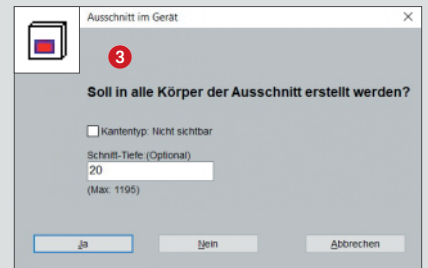 Ausschnitt im Gerät
3
Soll in alle Körper der Ausschnitt erstellt werden?
Kantentyp: Nicht sichtbar
Schnitt-Tiefe:(Optional)
20
(Max: 1195)
Ja Nein Abbrechen